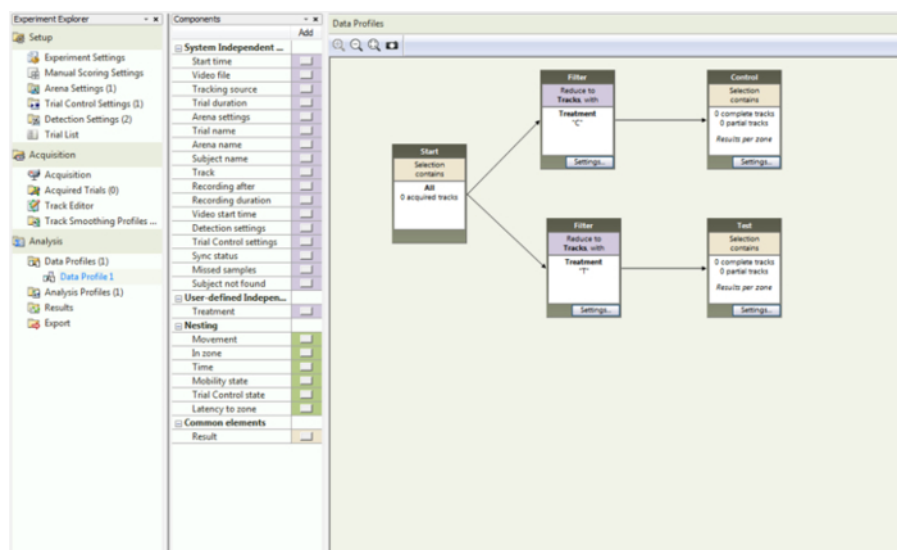 Experiment Explorer
Setup
Experiment Settings
Manual Scoring Settings
Arena Settings (1)
Trial Control Settings (1)
Detection Settings (2)
Trial List
Acquisition
Acquisition
Acquired Trials (0)
Track Editor
Track Smoothing Profiles ...
Analysis
Data Profiles (1)
Data Profile 1
Analysis Profiles (1)
Results
Export
Components
Add
System Independent ...
Start time
Video file
Tracking source
Trial duration
Arena settings
Trial name
Arena name
Subject name
Track
Recording after
Recording duration
Video start time
Detection settings
Trial Control settings
Sync status
Missed samples
Subject not found
User-defined Indepen...
Treatment
Nesting
Movement
In zone
Time
Mobility state
Trial Control state
Latency to zone
Common elements
Result
Data Profiles
Start
Selection
contains
All
0 acquired tracks
Filter
Reduce to
Tracks, with
Treatment
"C"
Settings...
Control
Selection
contains
0 complete tracks
0 partial tracks
Results per zone
Settings...
Filter
Reduce to
Tracks, with
Treatment
"T"
Settings...
Test
Selection
contains
0 complete tracks
0 partial tracks
Results per zone
Settings...